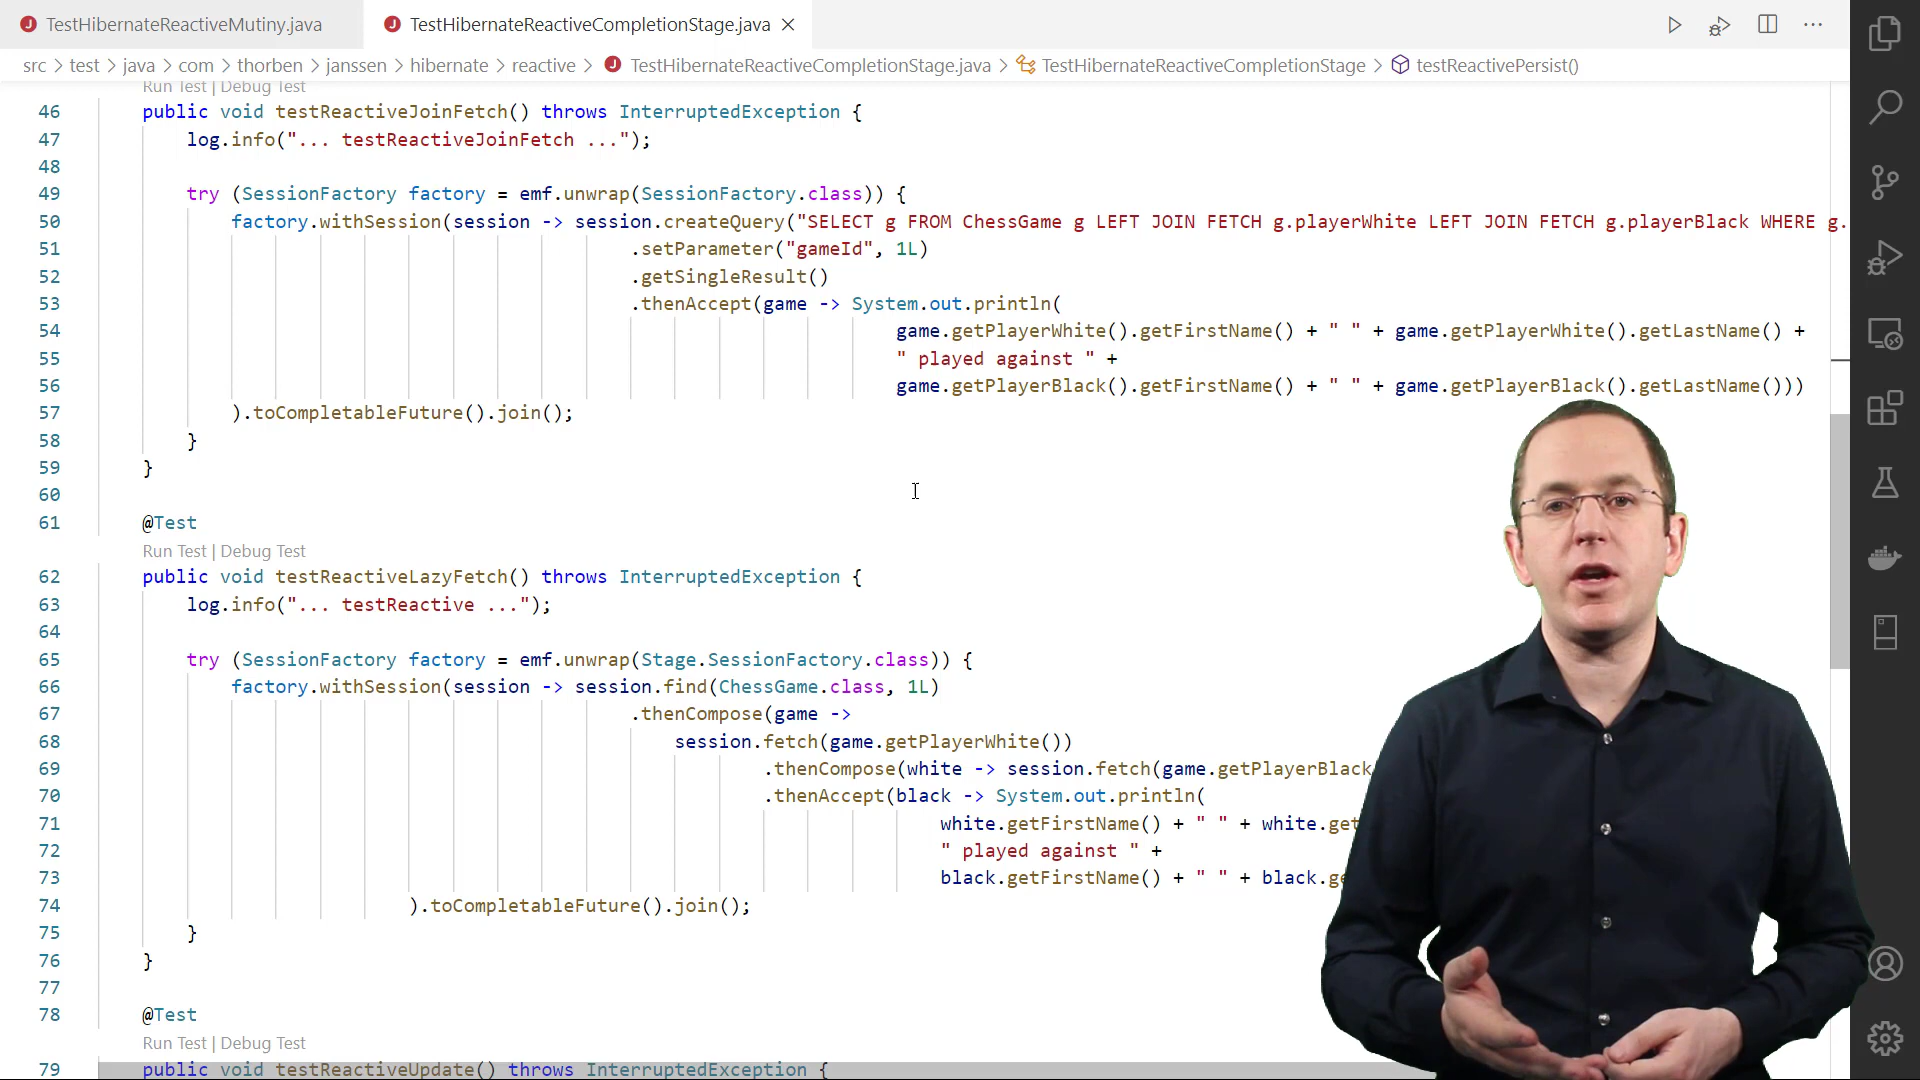 TestHibernateReactiveMutiny.java TestHibernateReactiveCompletionStage.java
src > test > java > com > thorben > janssen > hibernate > reactive > TestHibernateReactiveCompletionStage.java > TestHibernateReactiveCompletionStage > testReactivePersist()
Run Test | Debug Test
46 public void testReactiveJoinFetch() throws InterruptedException {
47 log.info("... testReactiveJoinFetch ...");
48
49 try (SessionFactory factory = emf.unwrap(SessionFactory.class)) {
50 factory.withSession(session -> session.createQuery("SELECT g FROM ChessGame g LEFT JOIN FETCH g.playerWhite LEFT JOIN FETCH g.playerBlack WHERE g.
51 .setParameter("gameId", 1L)
52 .getSingleResult()
53 .thenAccept(game -> System.out.println(
54 game.getPlayerWhite().getFirstName() + " " + game.getPlayerWhite().getLastName() +
55 " played against " +
56 game.getPlayerBlack().getFirstName() + " " + game.getPlayerBlack().getLastName()))
57 ).toCompletableFuture().join();
58 }
59 }
60
61 @Test
Run Test | Debug Test
62 public void testReactiveLazyFetch() throws InterruptedException {
63 log.info("... testReactive ...");
64
65 try (SessionFactory factory = emf.unwrap(Stage.SessionFactory.class)) {
66 factory.withSession(session -> session.find(ChessGame.class, 1L)
67 .thenCompose(game ->
68 session.fetch(game.getPlayerWhite())
69 .thenCompose(white -> session.fetch(game.getPlayerBlack
70 .thenAccept(black -> System.out.println(
71 white.getFirstName() + " " + white.get
72 " played against " +
73 black.getFirstName() + " " + black.ge
74 ).toCompletableFuture().join();
75 }
76 }
77
78 @Test
Run Test | Debug Test
79 public void testReactiveUpdate() throws InterruptedException {